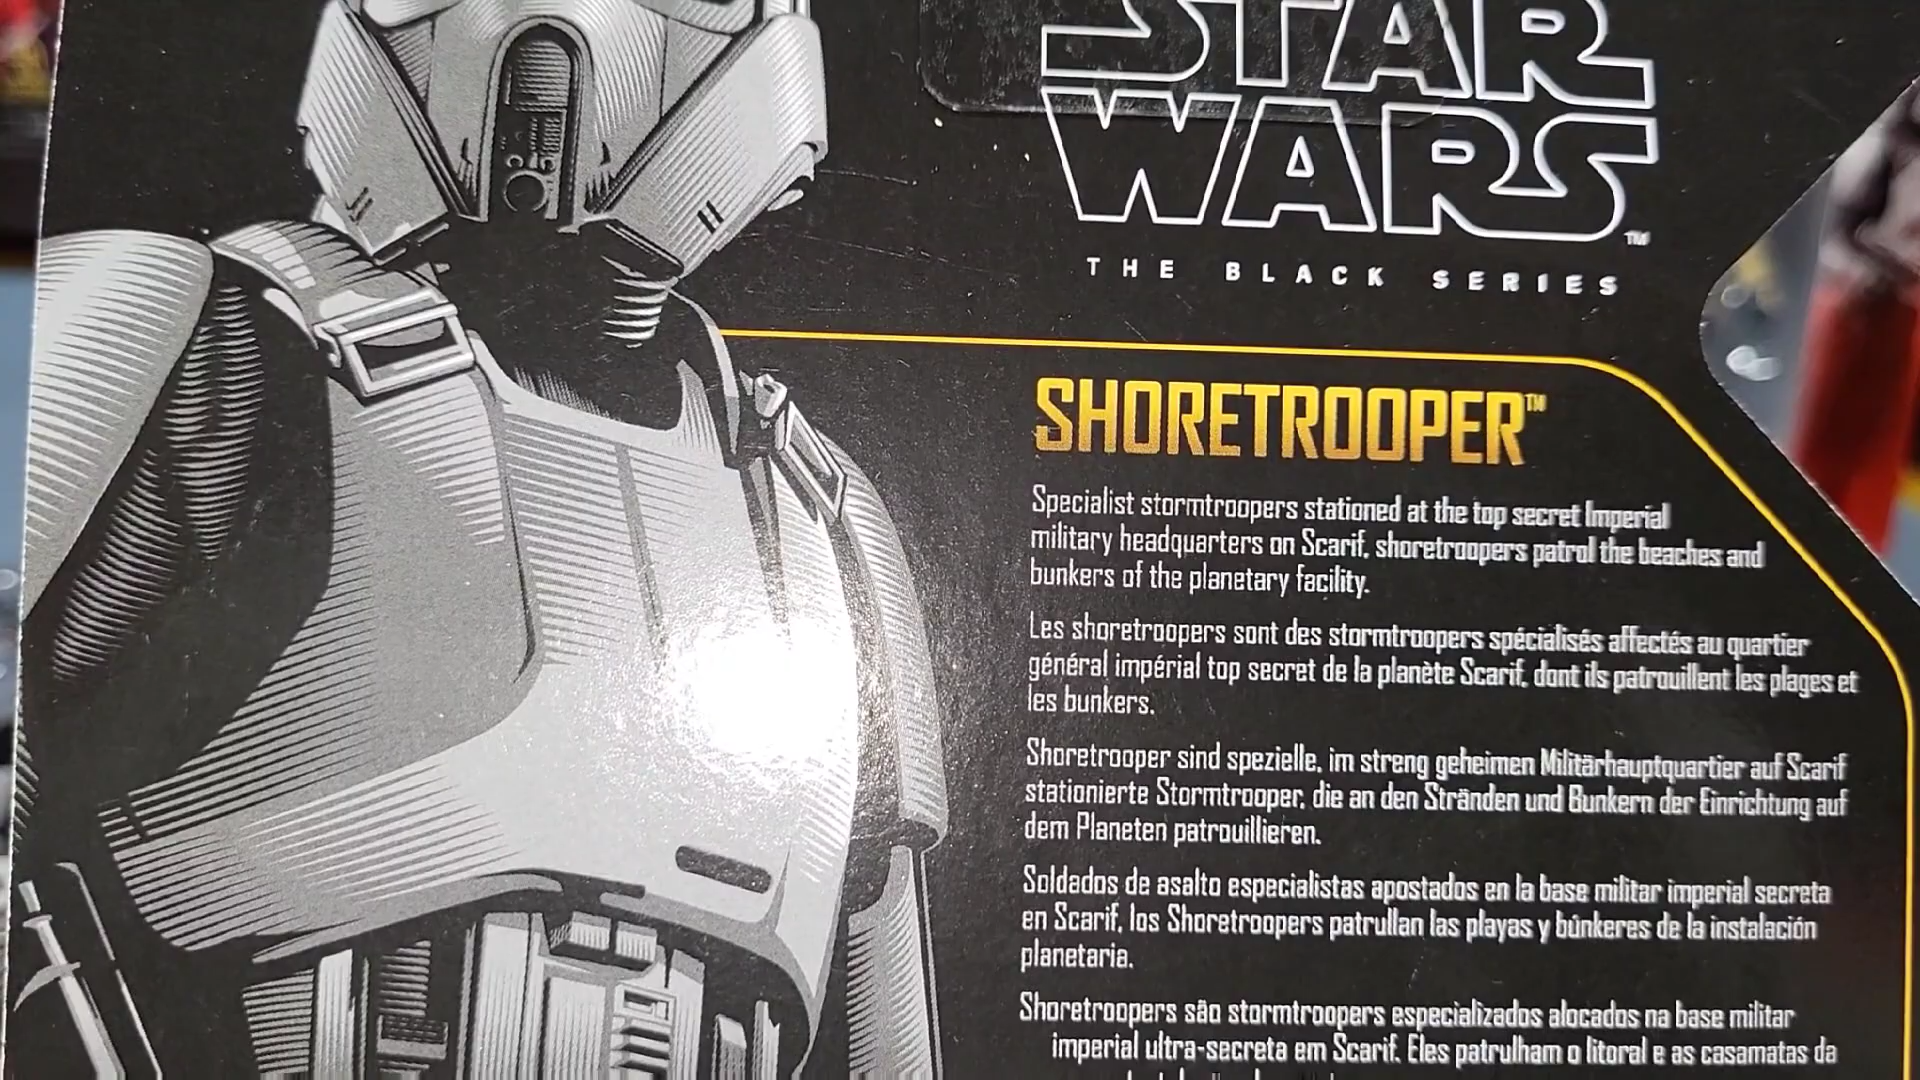 STAR
WARS™
THE BLACK SERIES
SHORETROOPER™
Specialist stormtroopers stationed at the top secret Imperial
military headquarters on Scarif, shoretroopers patrol the beaches and
bunkers of the planetary facility.
Les shoretroopers sont des stormtroopers spécialisés affectés au quartier
général impérial top secret de la planète Scarif, dont ils patrouillent les plages et
les bunkers.
Shoretrooper sind spezielle, im streng geheimen Militärhauptquartier auf Scarif
stationierte Stormtrooper, die an den Stränden und Bunkern der Einrichtung auf
dem Planeten patrouillieren.
Soldados de asalto especialistas apostados en la base militar imperial secreta
en Scarif, los Shoretroopers patrullan las playas y búnkeres de la instalación
planetaria.
Shoretroopers são stormtroopers especializados alocados na base militar
imperial ultra-secreta em Scarif. Eles patrulham o litoral e as casamatas da